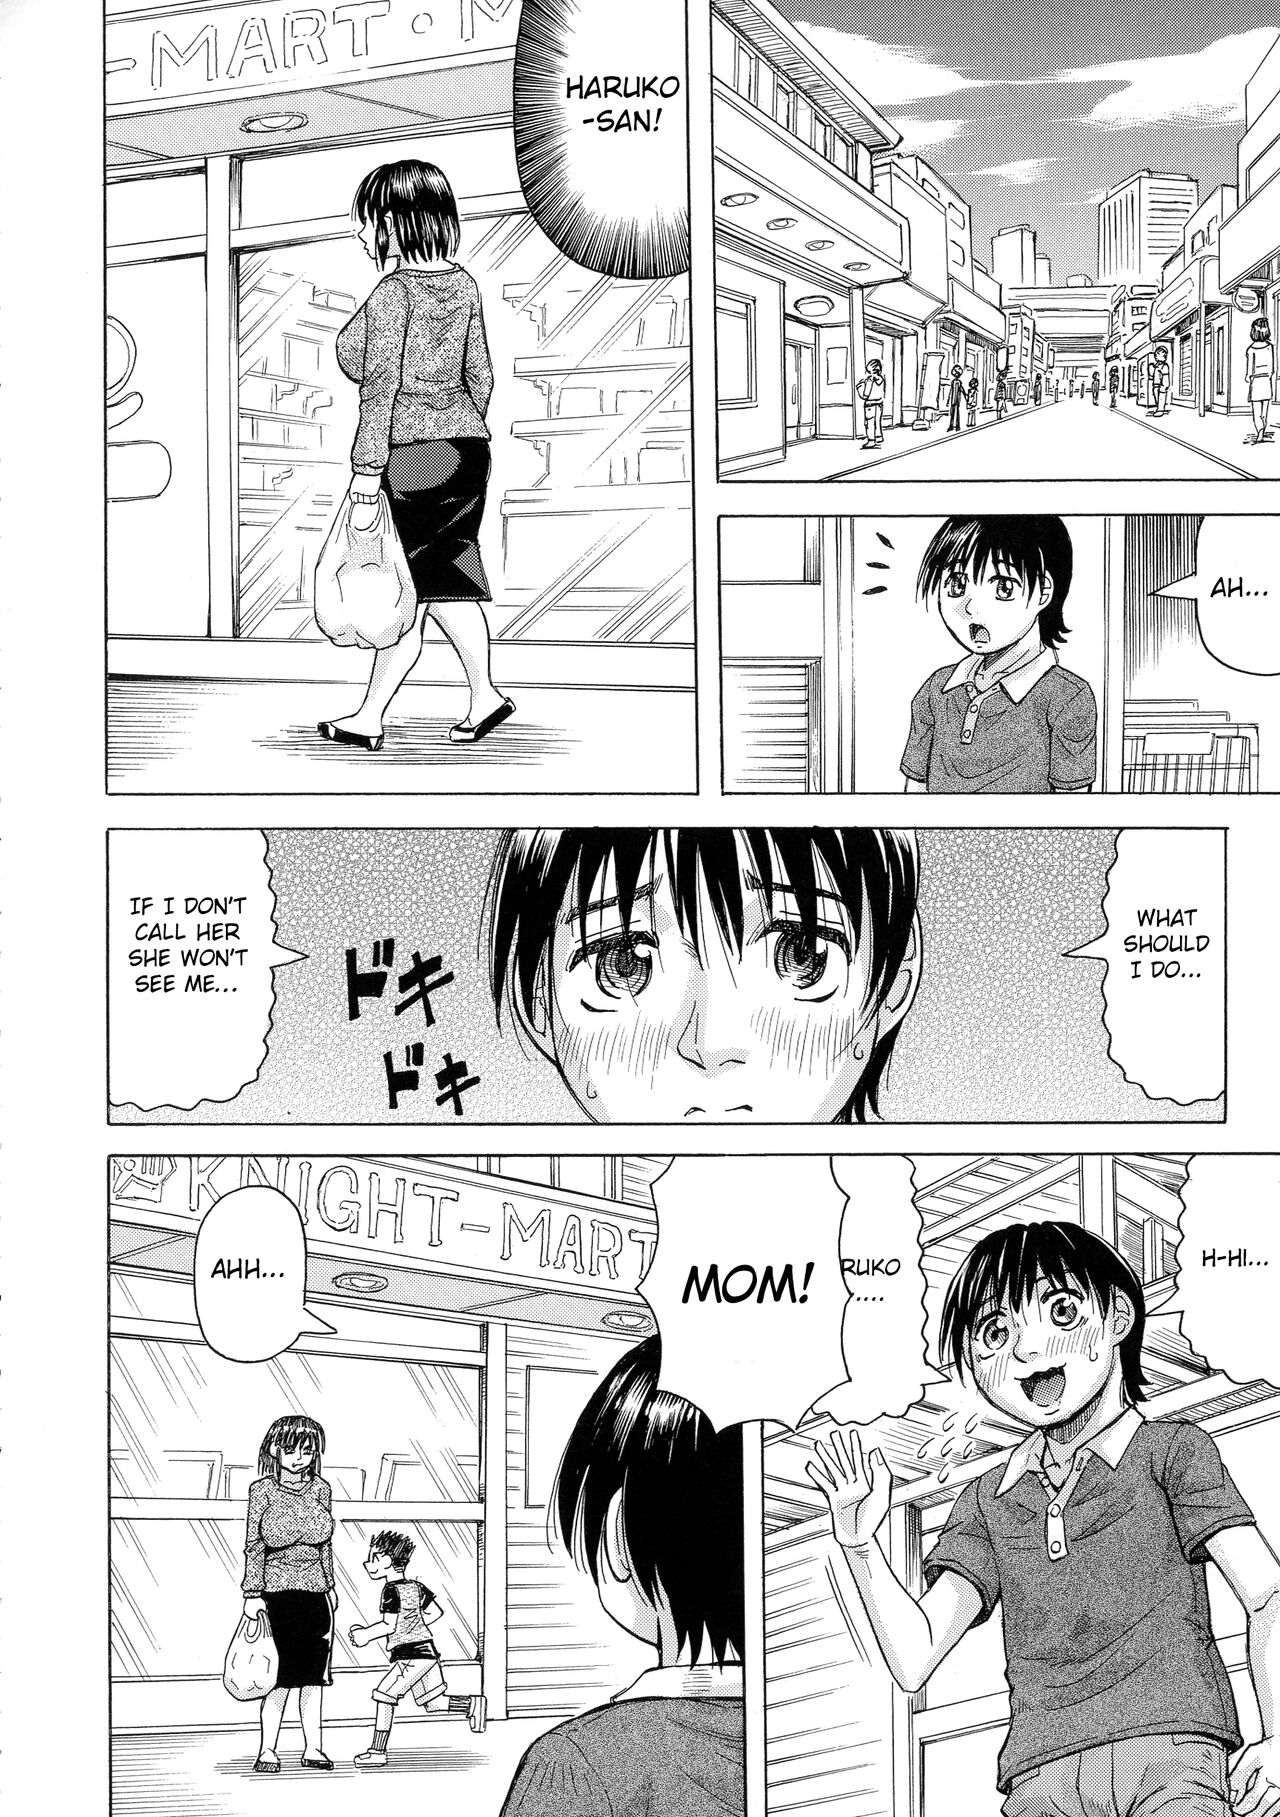 AH...
HARUKO
-SAN!
-MART・M
WHAT
SHOULD
I DO...
IF I DON'T
CALL HER
SHE WON'T
SEE ME...
ドキ
ドキ
H-HI...
RUKO
....
MOM!
KNIGHT-MART
AHH...